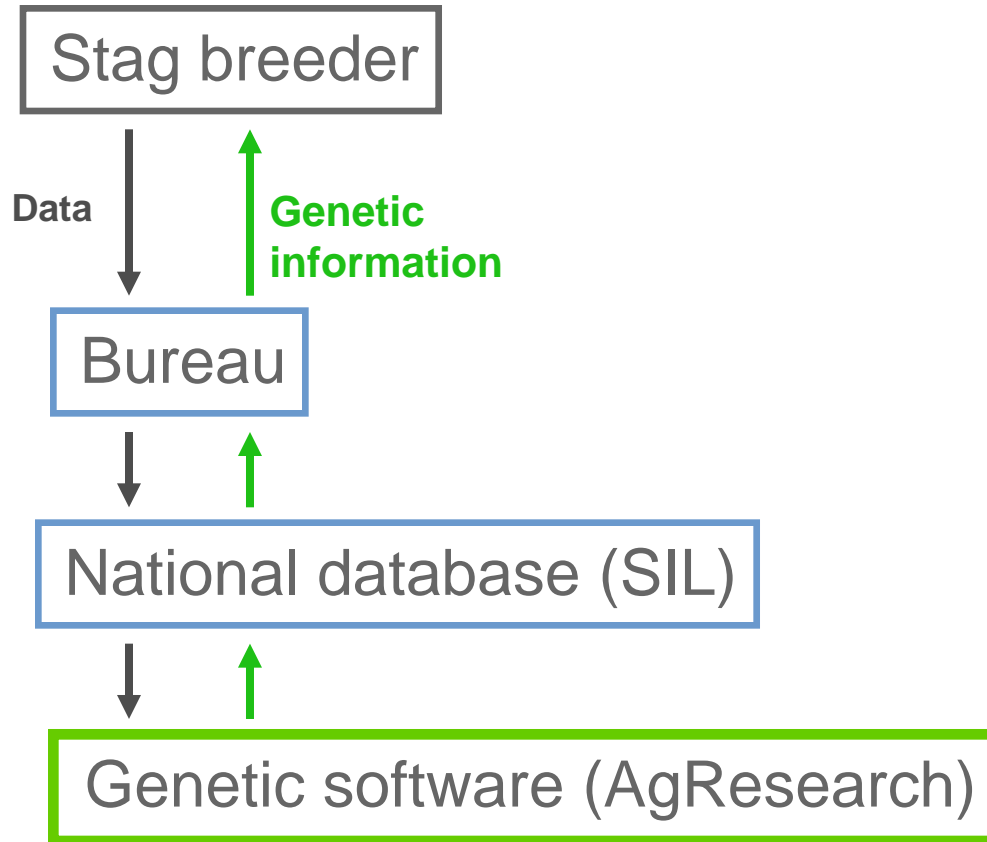 Stag breeder
Data
Genetic
information
Bureau
National database (SIL)
Genetic software (AgResearch)